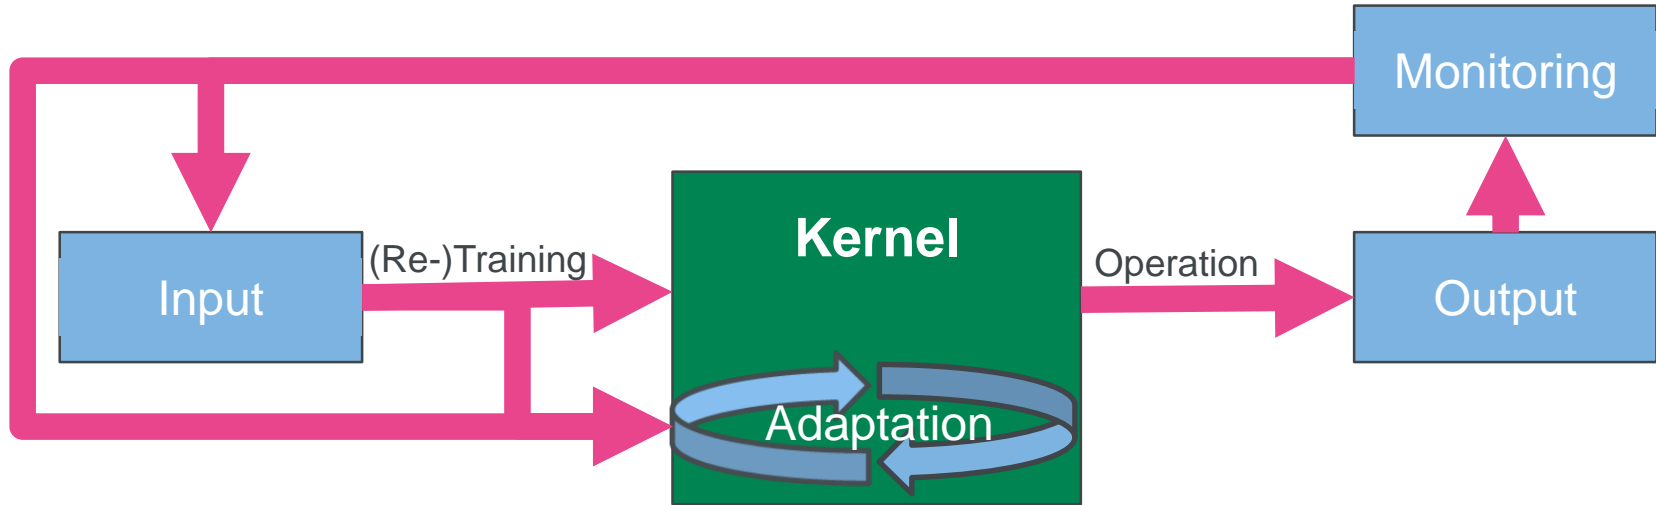 Monitoring
Kernel
(Re-)Training
Operation
Input
Output
Adaptation